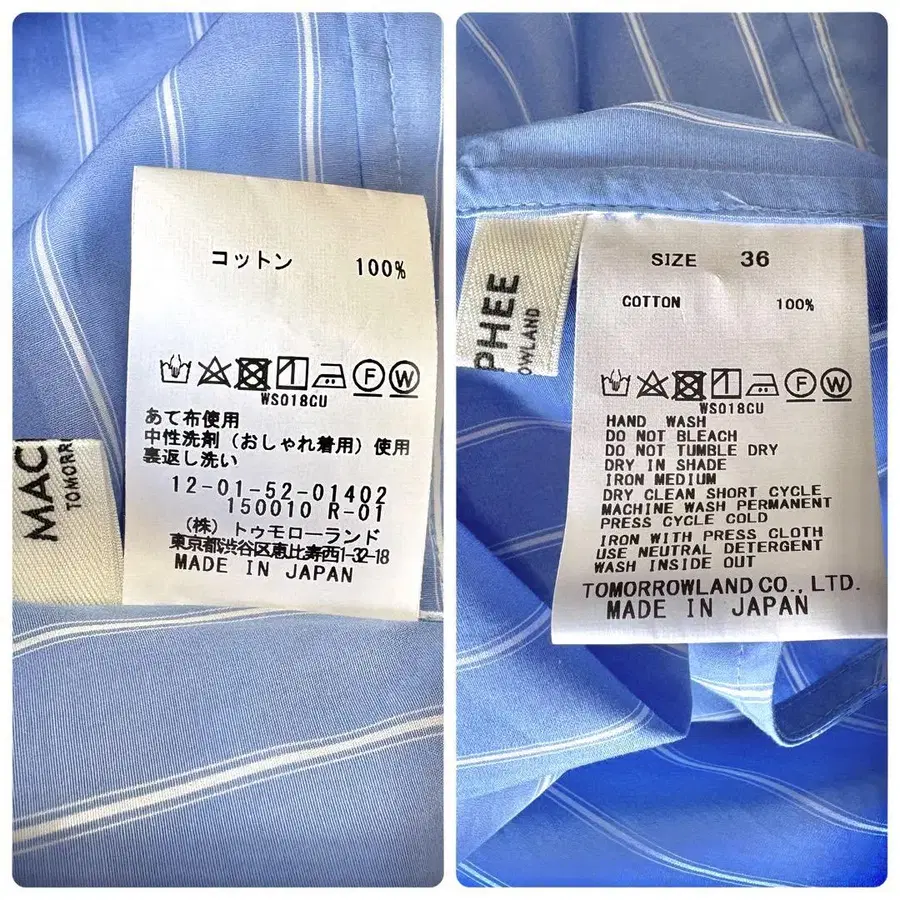 コットン 100%
WS018CU
あて布使用
中性洗剤（おしゃれ着用）使用
裏返し洗い
12-01-52-01402
150010 R-01
（株）トゥモローランド
東京都渋谷区恵比寿西1-32-18
MADE IN JAPAN
MAC
TOMORR
PHEE
OWLAND
SIZE 36
COTTON 100%
F W
WS018CU
HAND WASH
DO NOT BLEACH
DO NOT TUMBLE DRY
DRY IN SHADE
IRON MEDIUM
DRY CLEAN SHORT CYCLE
MACHINE WASH PERMANENT
PRESS CYCLE COLD
IRON WITH PRESS CLOTH
USE NEUTRAL DETERGENT
WASH INSIDE OUT
TOMORROWLAND CO., LTD.
MADE IN JAPAN